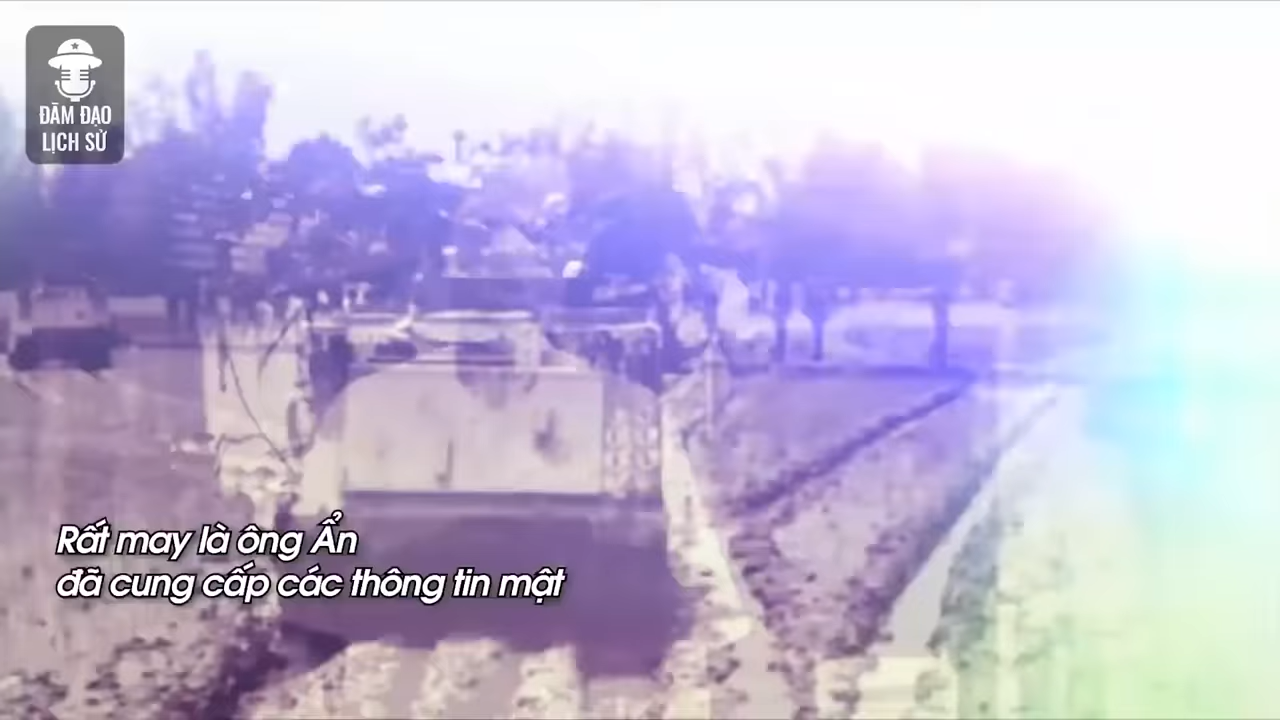 ĐÀM ĐẠO
LỊCH SỬ
Rất may là ông Ẩn
đã cung cấp các thông tin mật